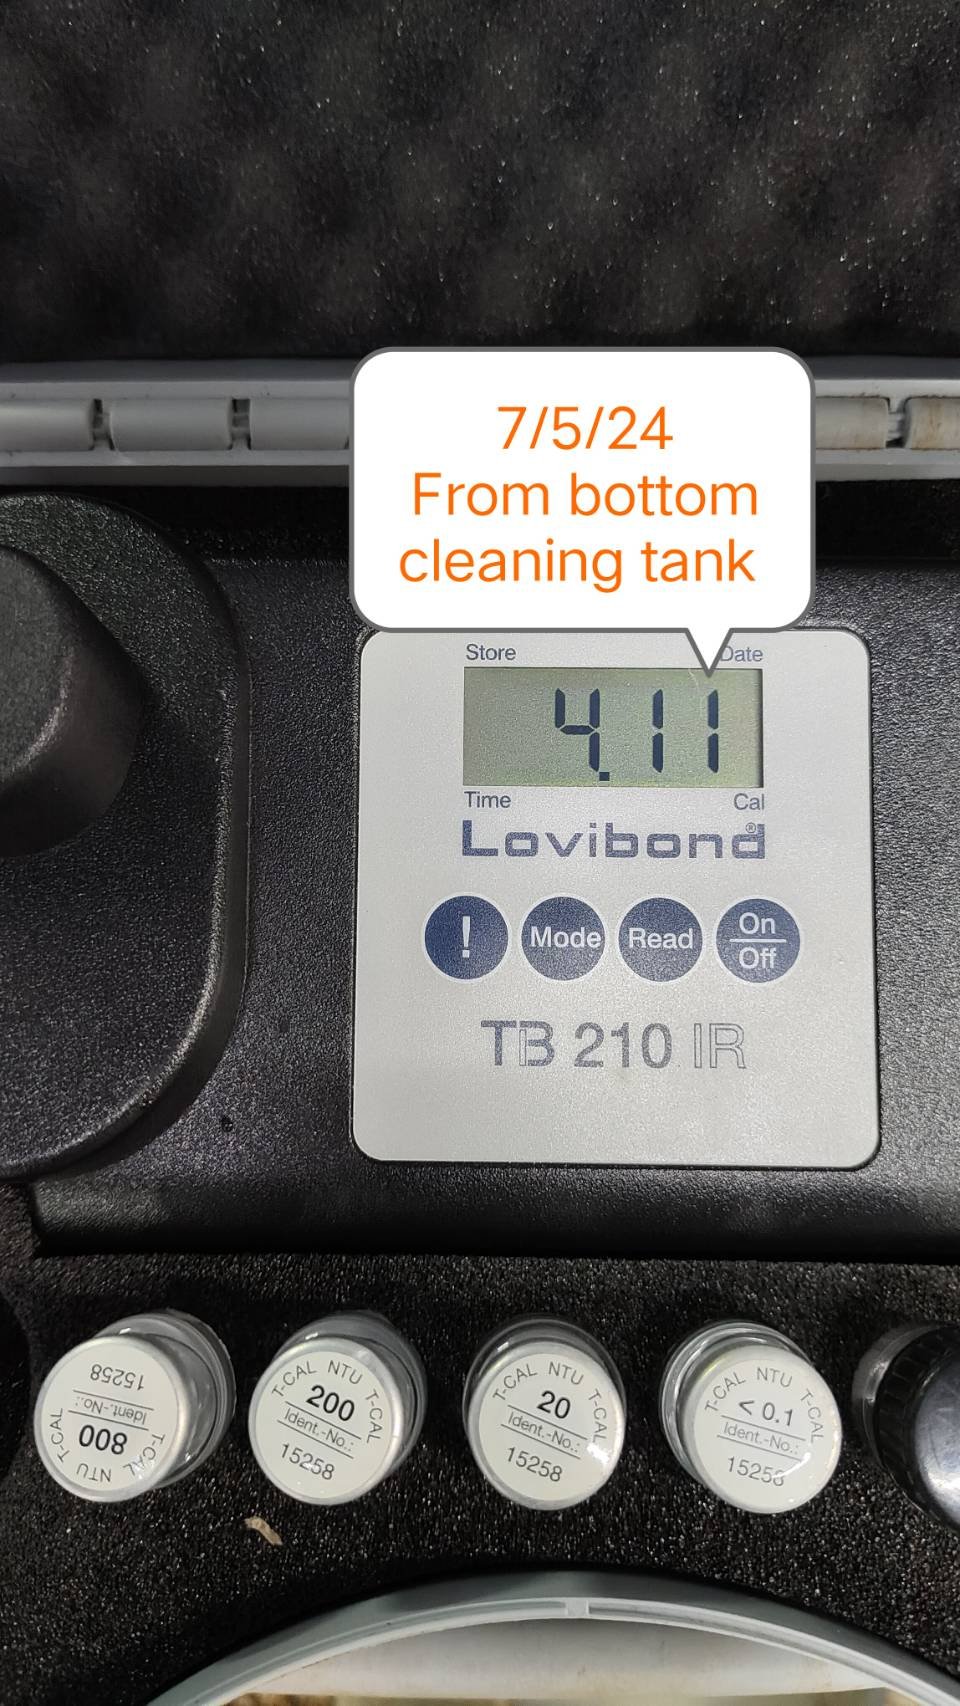 7/5/24
From bottom
cleaning tank
Store Date
4.11
Time Cal
Lovibond®
! Mode Read On Off
TB 210 IR
T-CAL NTU T-CAL
800
Ident.-No.:
15258
T-CAL NTU T-CAL
200
Ident.-No.:
15258
T-CAL NTU T-CAL
20
Ident.-No.:
15258
T-CAL NTU T-CAL
< 0.1
Ident.-No.:
15258